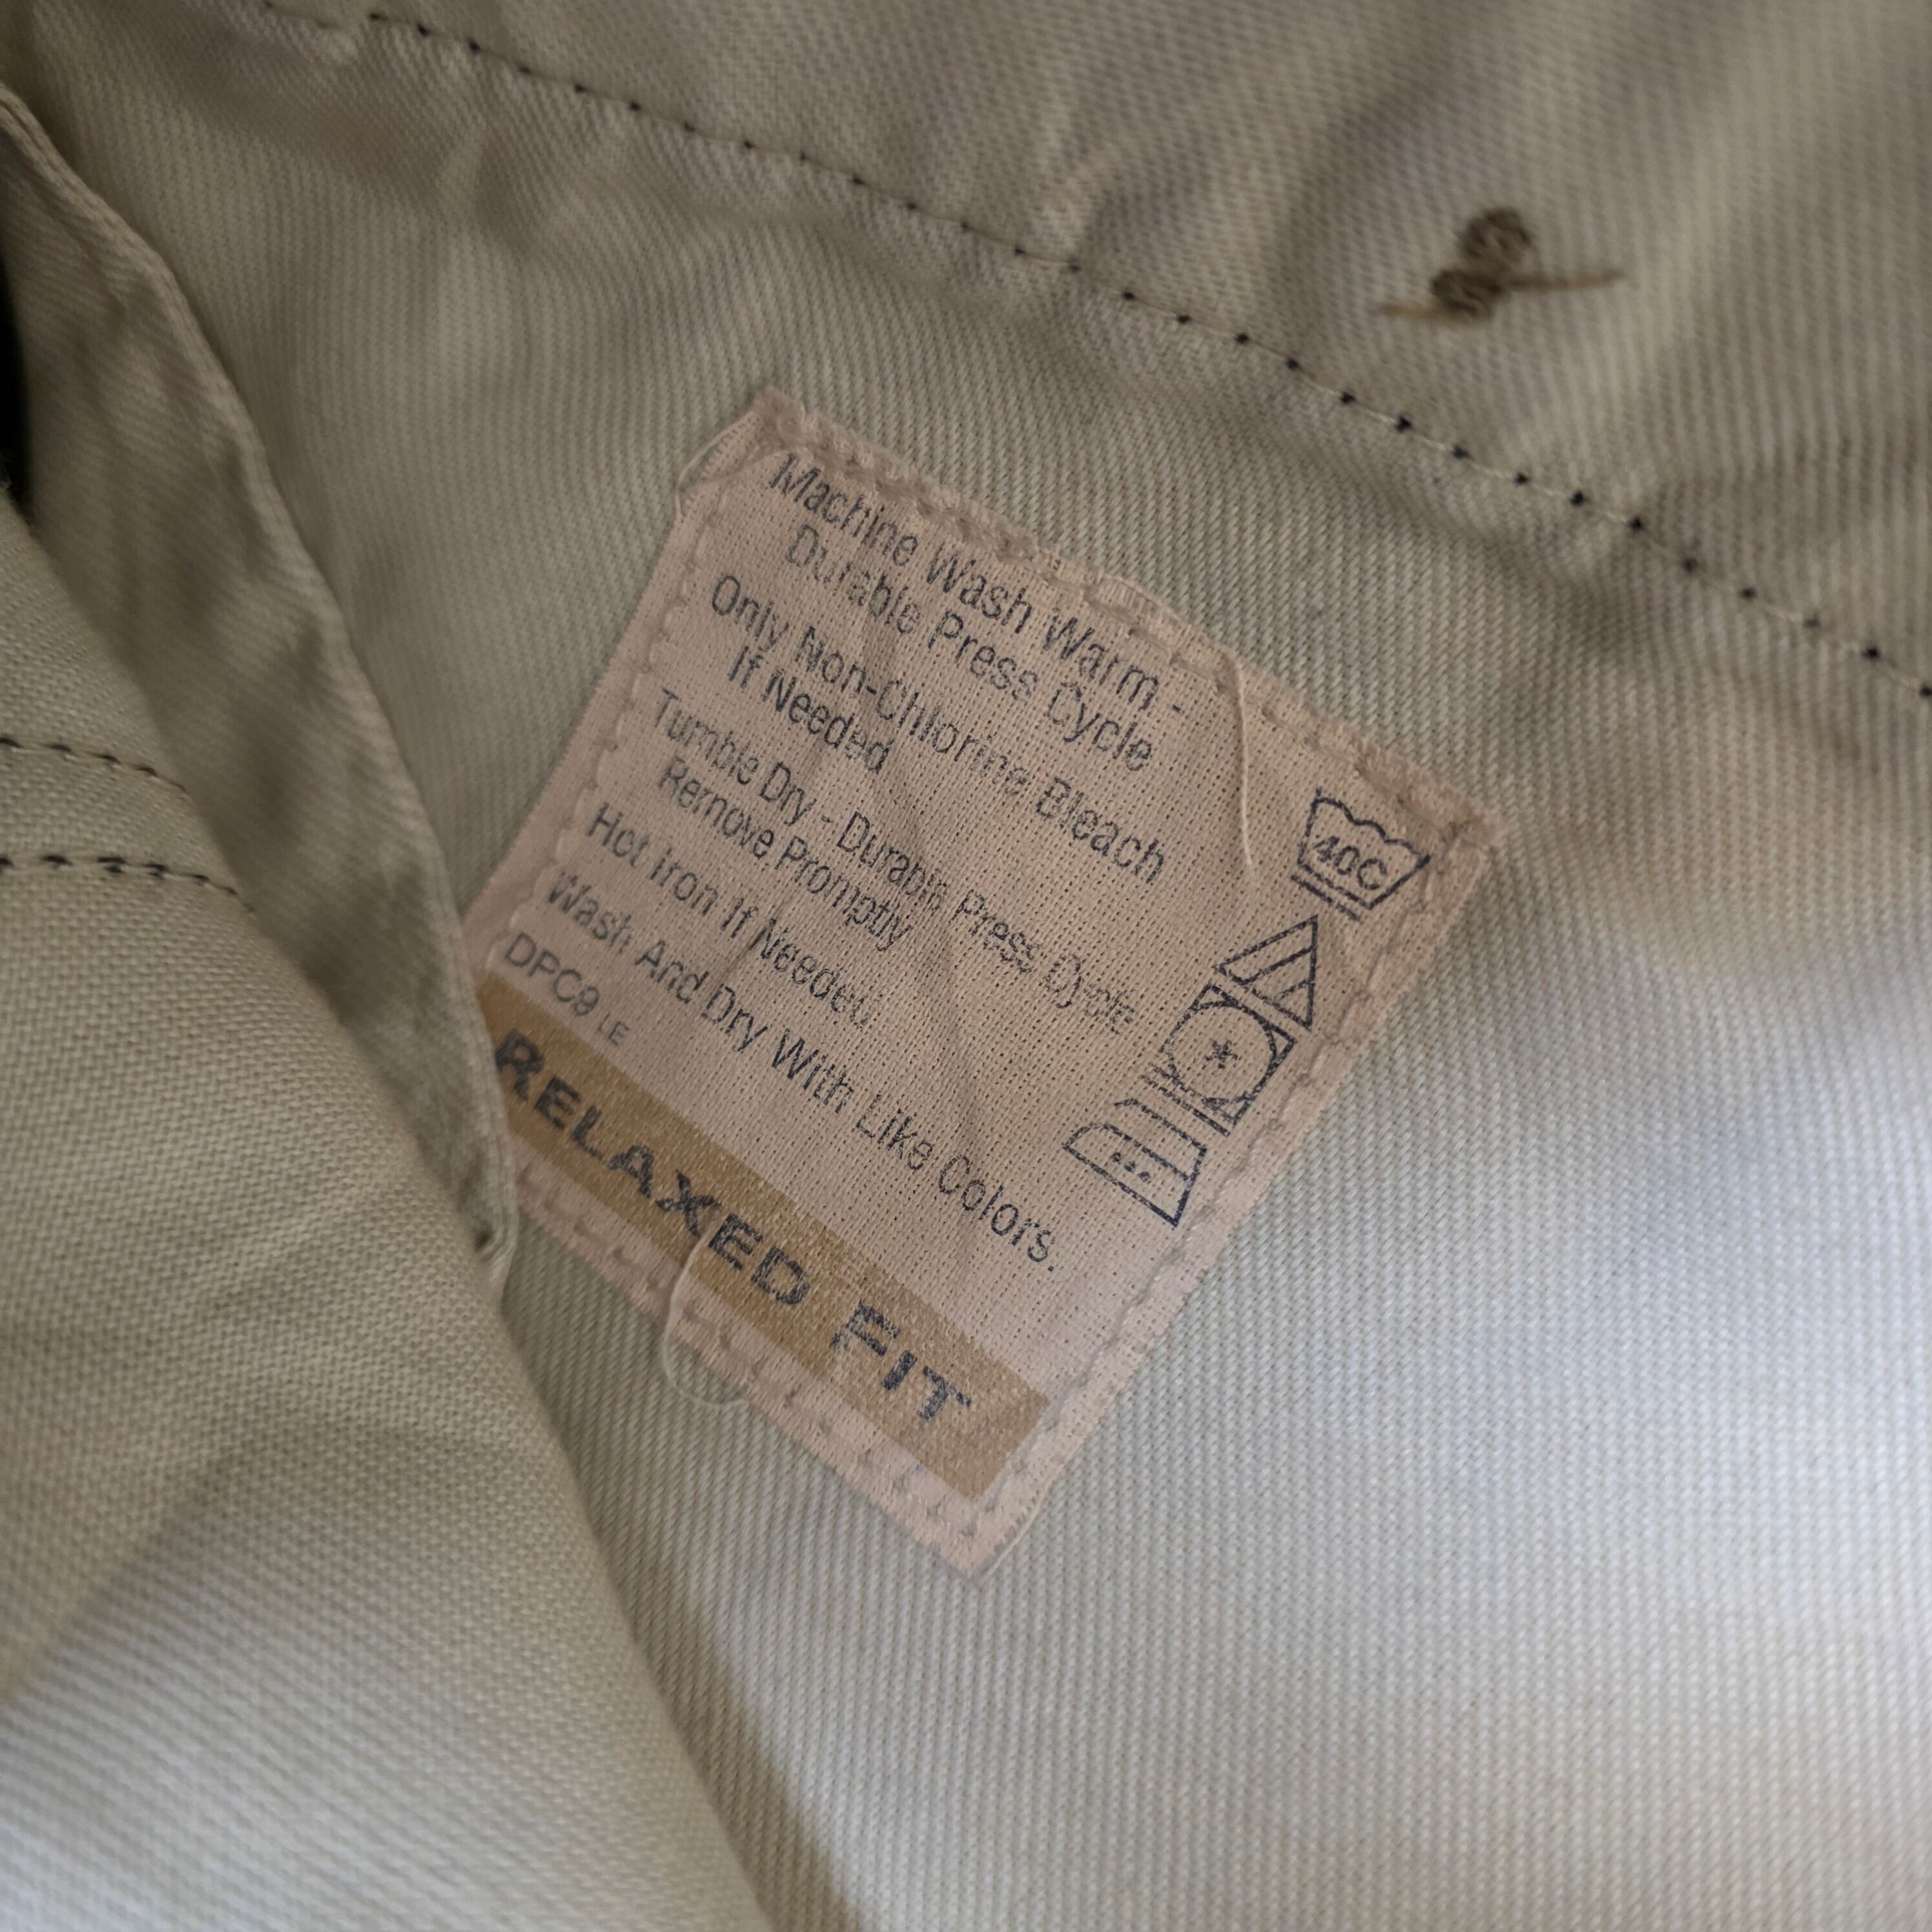 Machine Wash Warm -
Durable Press Cycle
Only Non-Chlorine Bleach
If Needed
Tumble Dry - Durable Press Cycle
Remove Promptly
Hot Iron If Needed
Wash And Dry With Like Colors.
DPC9 LE
RELAXED FIT
40C